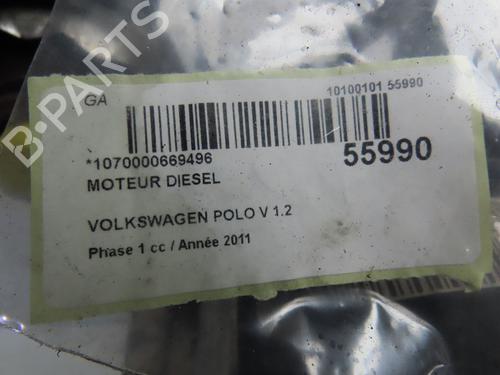 B-PARTS
GA
10100101 55990
*1070000669496
55990
MOTEUR DIESEL
VOLKSWAGEN POLO V 1.2
Phase 1 cc / Année 2011